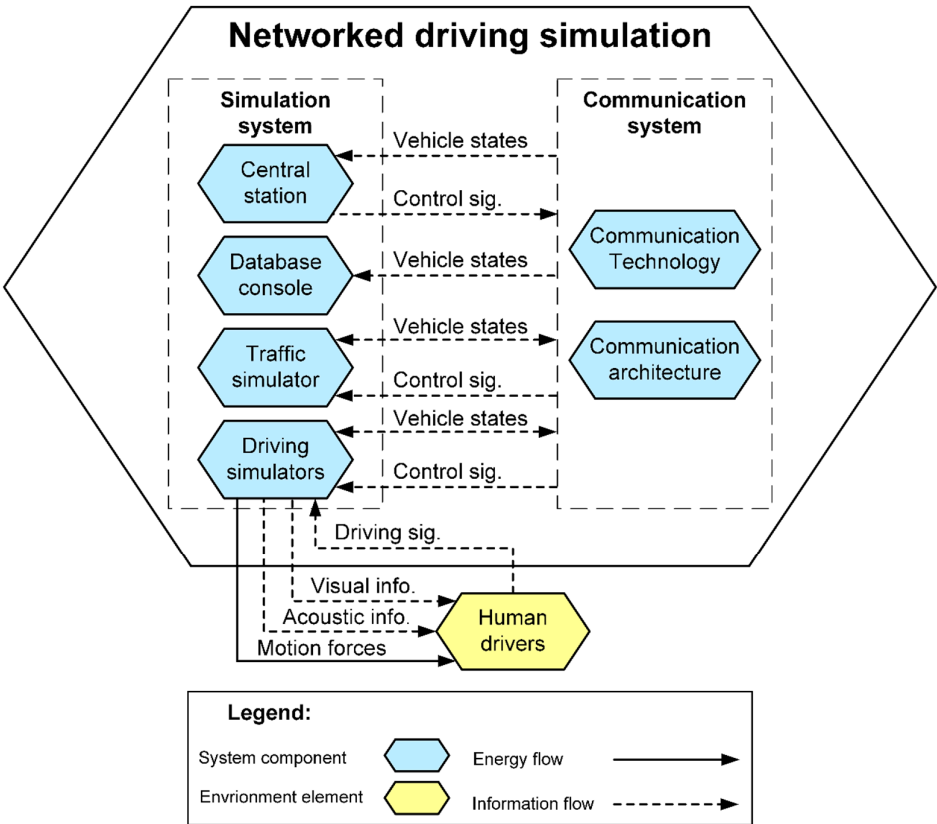 Networked driving simulation
Simulation
system
Communication
system
Central
station
Database
console
Traffic
simulator
Driving
simulators
Vehicle states
Control sig.
Vehicle states
Vehicle states
Control sig.
Vehicle states
Control sig.
Communication
Technology
Communication
architecture
Driving sig.
Visual info.
Acoustic info.
Motion forces
Human
drivers
Legend:
System component
Energy flow
Envrionment element
Information flow